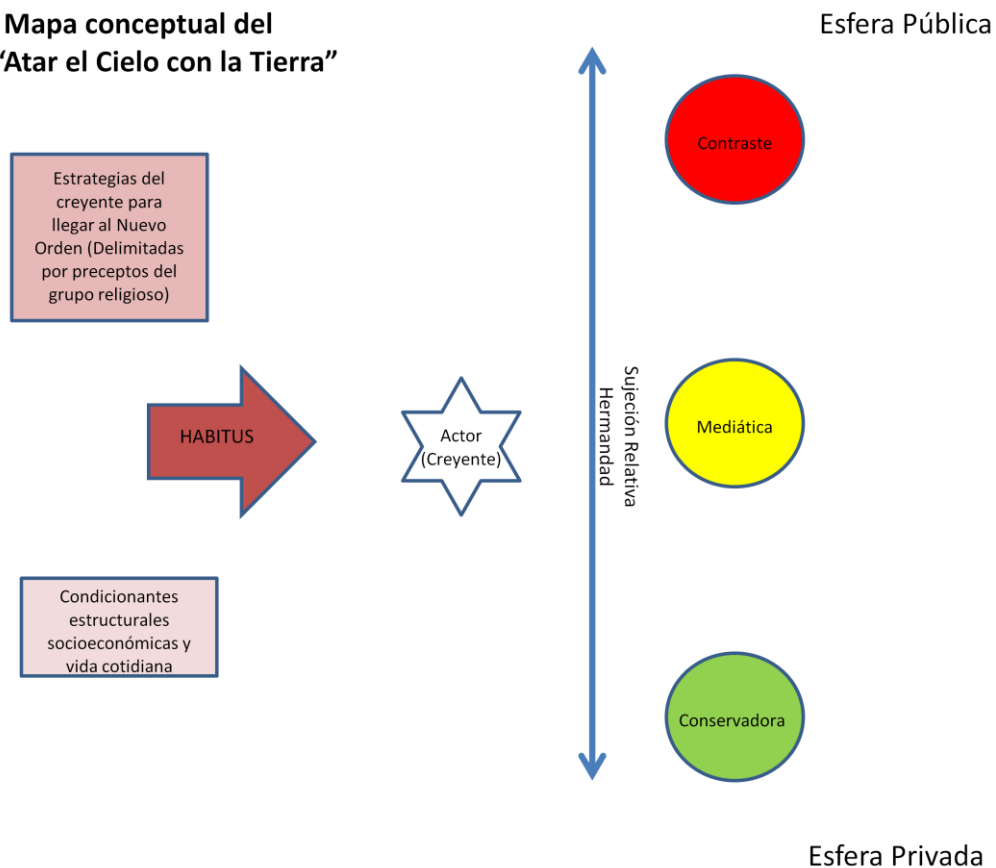 Mapa conceptual del
“Atar el Cielo con la Tierra”
Esfera Pública
Contraste
Estrategias del
creyente para
llegar al Nuevo
Orden (Delimitadas
por preceptos del
grupo religioso)
HABITUS
Actor
(Creyente)
Sujeción Relativa
Hermandad
Mediática
Condicionantes
estructurales
socioeconómicas y
vida cotidiana
Conservadora
Esfera Privada